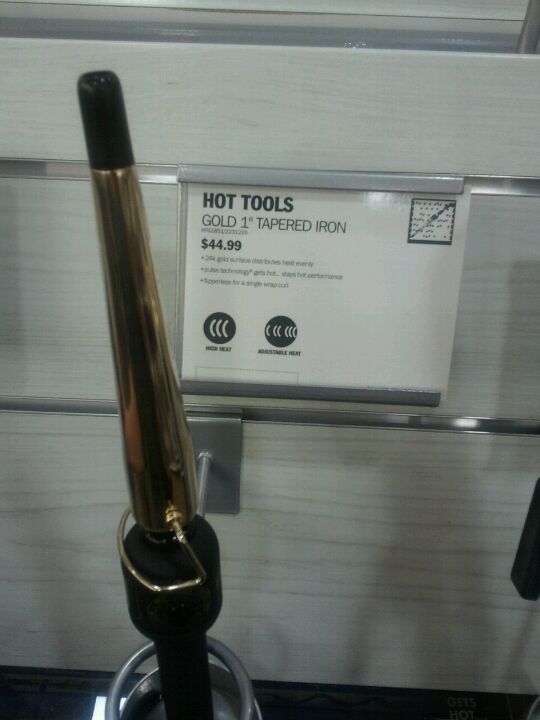 HOT TOOLS
GOLD 1" TAPERED IRON
$44.99
• 24k gold surface distributes heat evenly
• pulse technology® gets hot... stays hot performance
• flipperless for a single wrap curl
HIGH HEAT
ADJUSTABLE HEAT
GETS
HOT